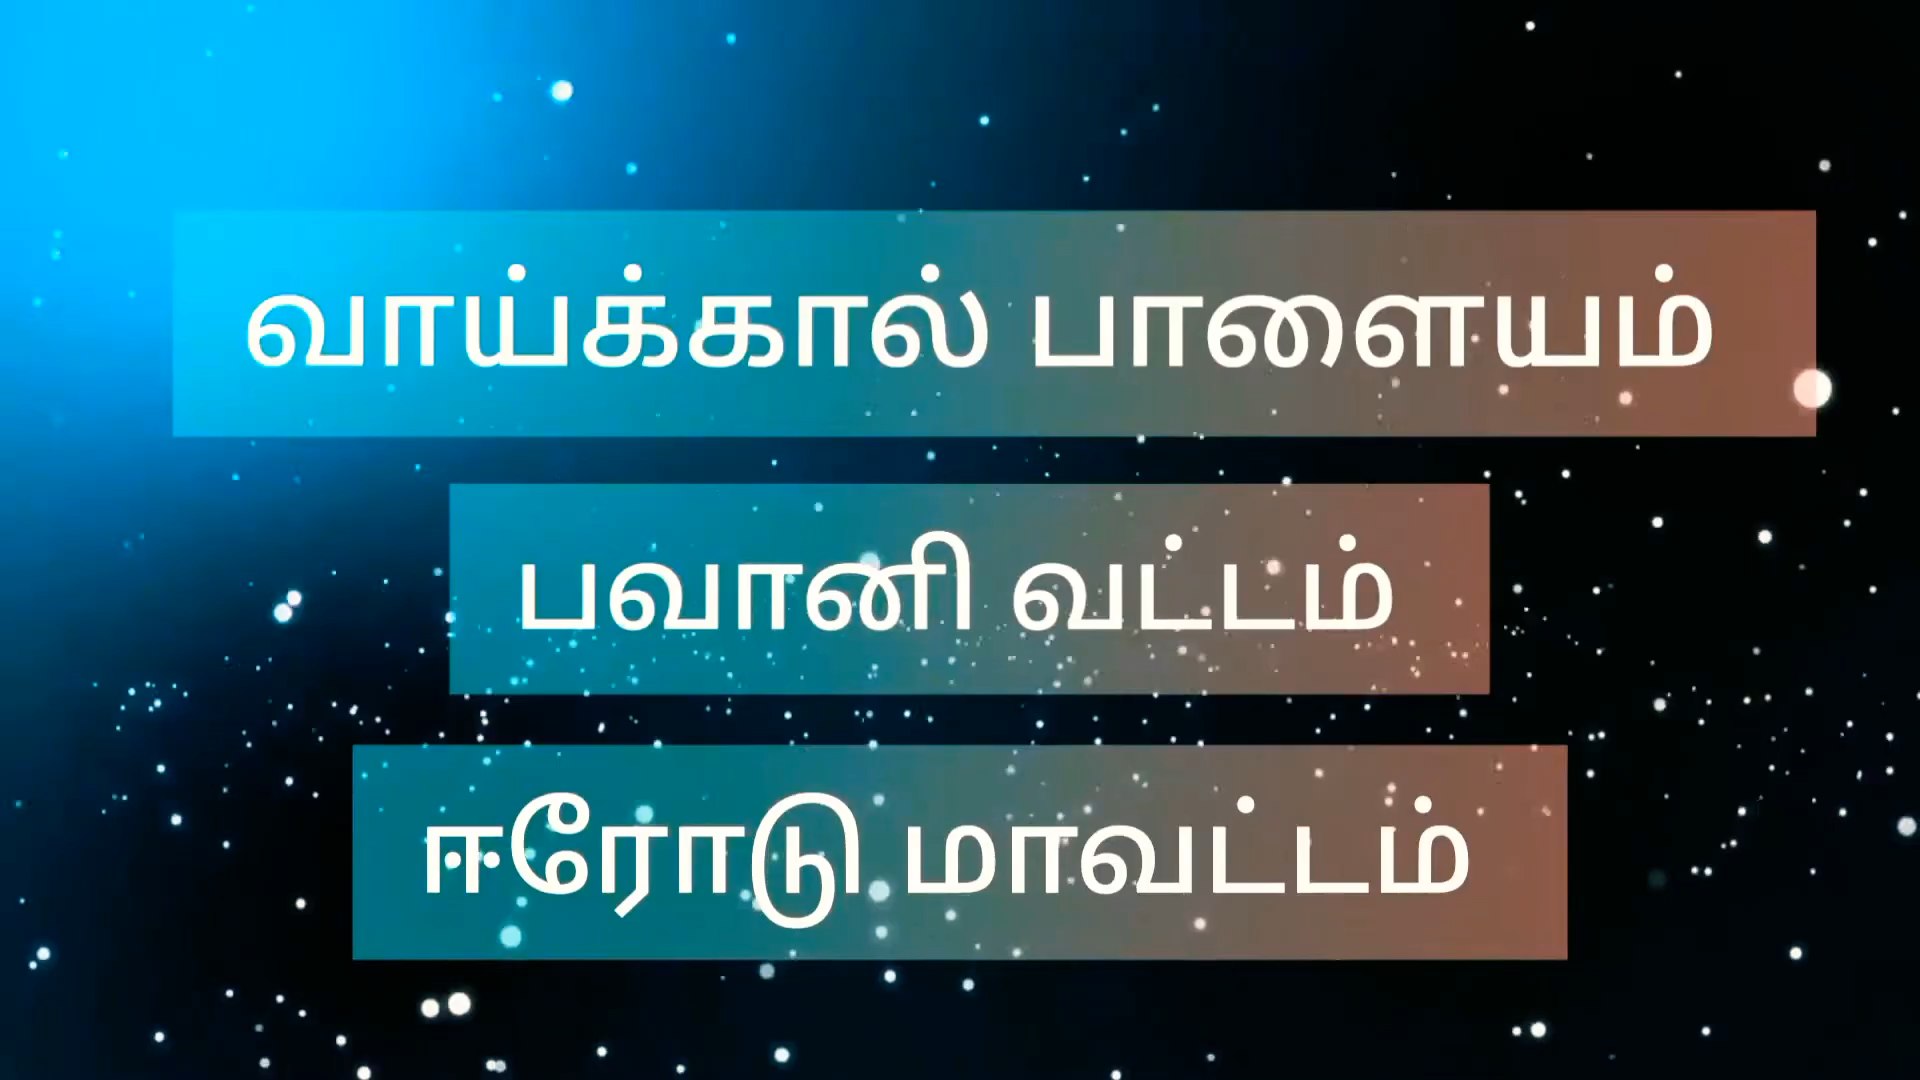 வாய்க்கால் பாளையம்
பவானி வட்டம்
ஈரோடு மாவட்டம்